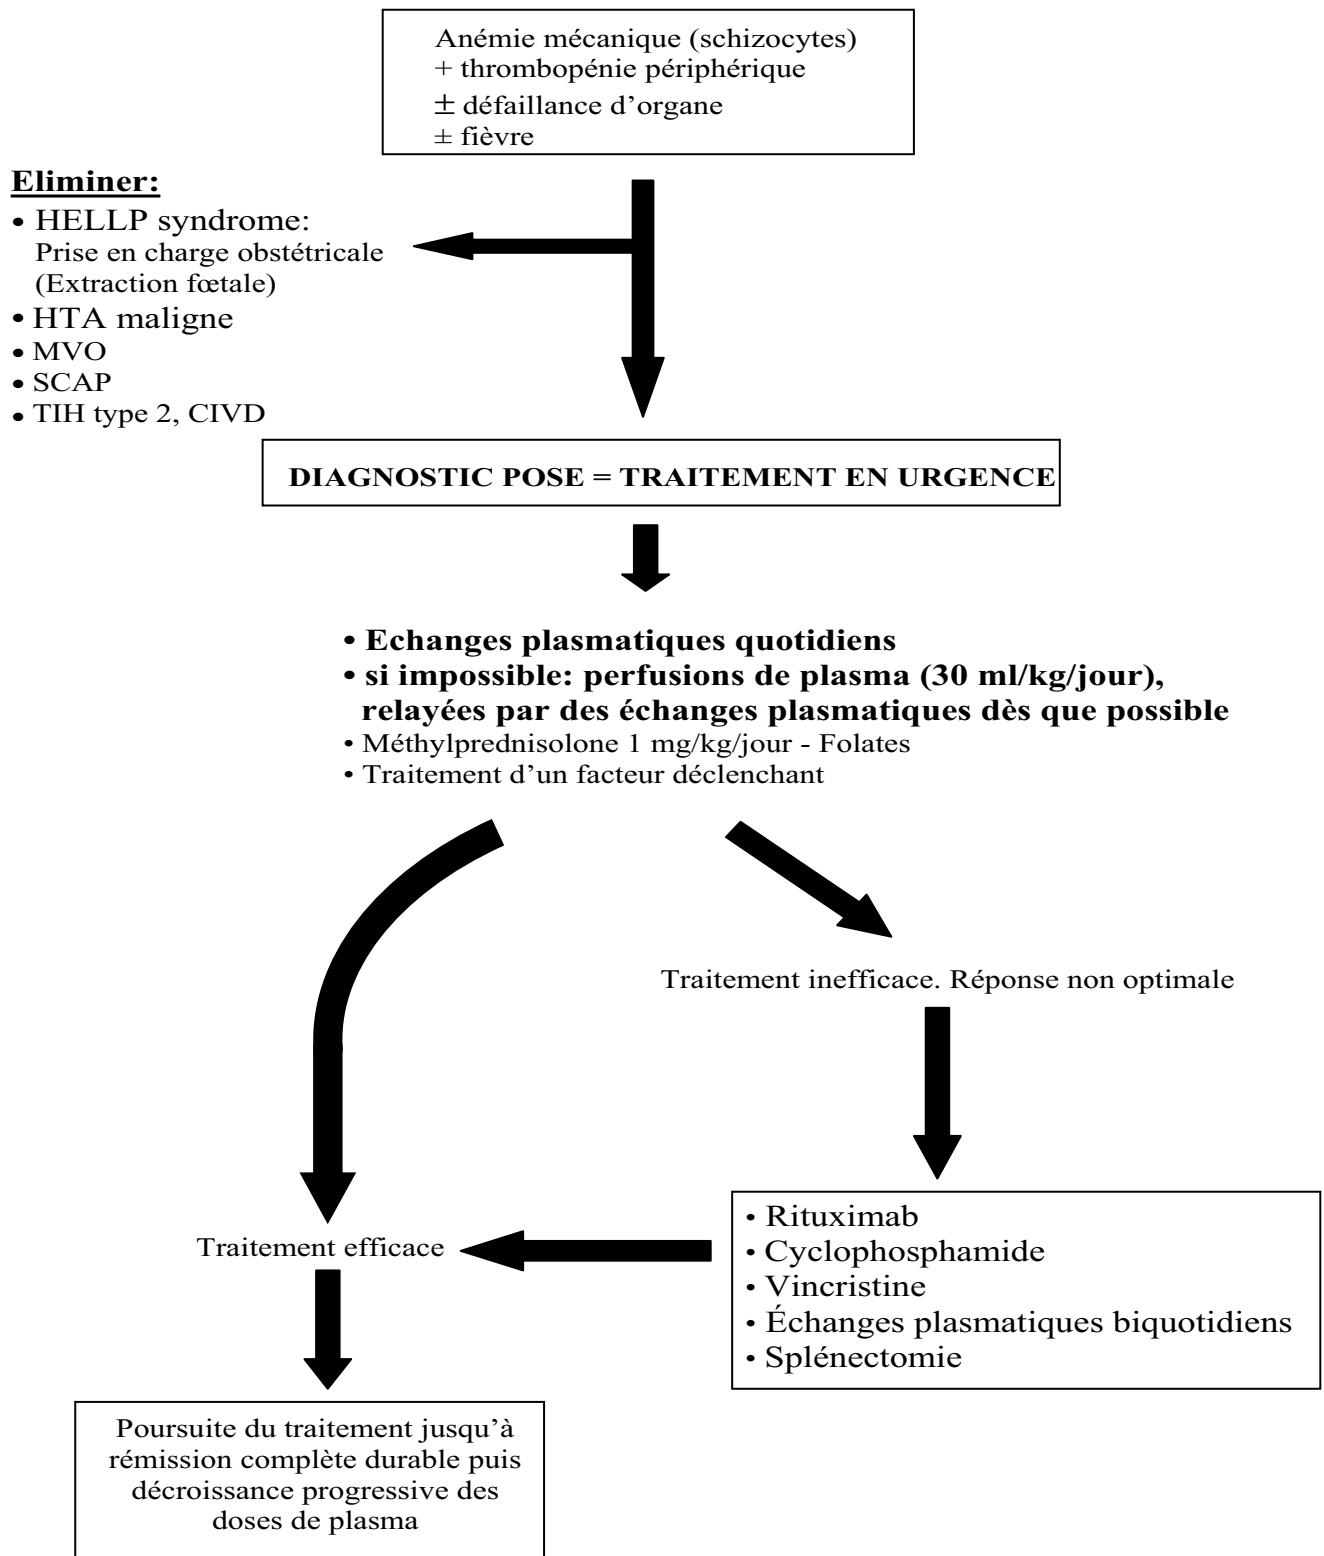 Anémie mécanique (schizocytes)
+ thrombopénie périphérique
± défaillance d’organe
± fièvre
Eliminer:
• HELLP syndrome:
Prise en charge obstétricale
(Extraction fœtale)
• HTA maligne
• MVO
• SCAP
• TIH type 2, CIVD
DIAGNOSTIC POSE = TRAITEMENT EN URGENCE
• Echanges plasmatiques quotidiens
• si impossible: perfusions de plasma (30 ml/kg/jour),
relayées par des échanges plasmatiques dès que possible
• Méthylprednisolone 1 mg/kg/jour - Folates
• Traitement d’un facteur déclenchant
Traitement inefficace. Réponse non optimale
• Rituximab
• Cyclophosphamide
• Vincristine
• Échanges plasmatiques biquotidiens
• Splénectomie
Traitement efficace
Poursuite du traitement jusqu’à
rémission complète durable puis
décroissance progressive des
doses de plasma